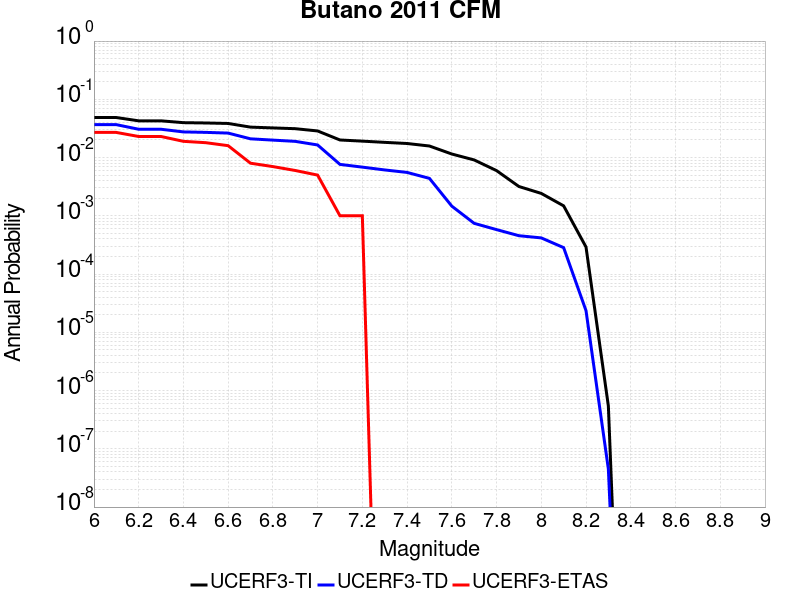 Butano 2011 CFM
10^0
10^-1
10^-2
10^-3
10^-4
10^-5
10^-6
10^-7
10^-8
Annual Probability
6 6.2 6.4 6.6 6.8 7 7.2 7.4 7.6 7.8 8 8.2 8.4 8.6 8.8 9
Magnitude
UCERF3-TI UCERF3-TD UCERF3-ETAS